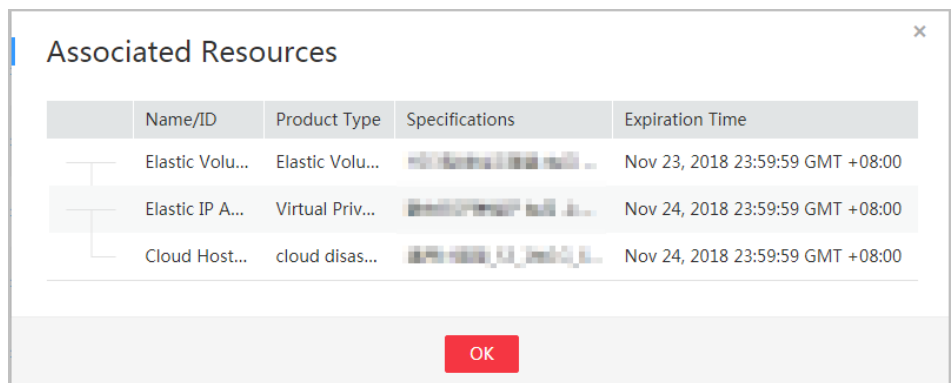 Associated Resources
Name/ID Product Type Specifications Expiration Time
Elastic Volu... Elastic Volu... ... Nov 23, 2018 23:59:59 GMT +08:00
Elastic IP A... Virtual Priv... Nov 24, 2018 23:59:59 GMT +08:00
Cloud Host... cloud disas... Nov 24, 2018 23:59:59 GMT +08:00
OK